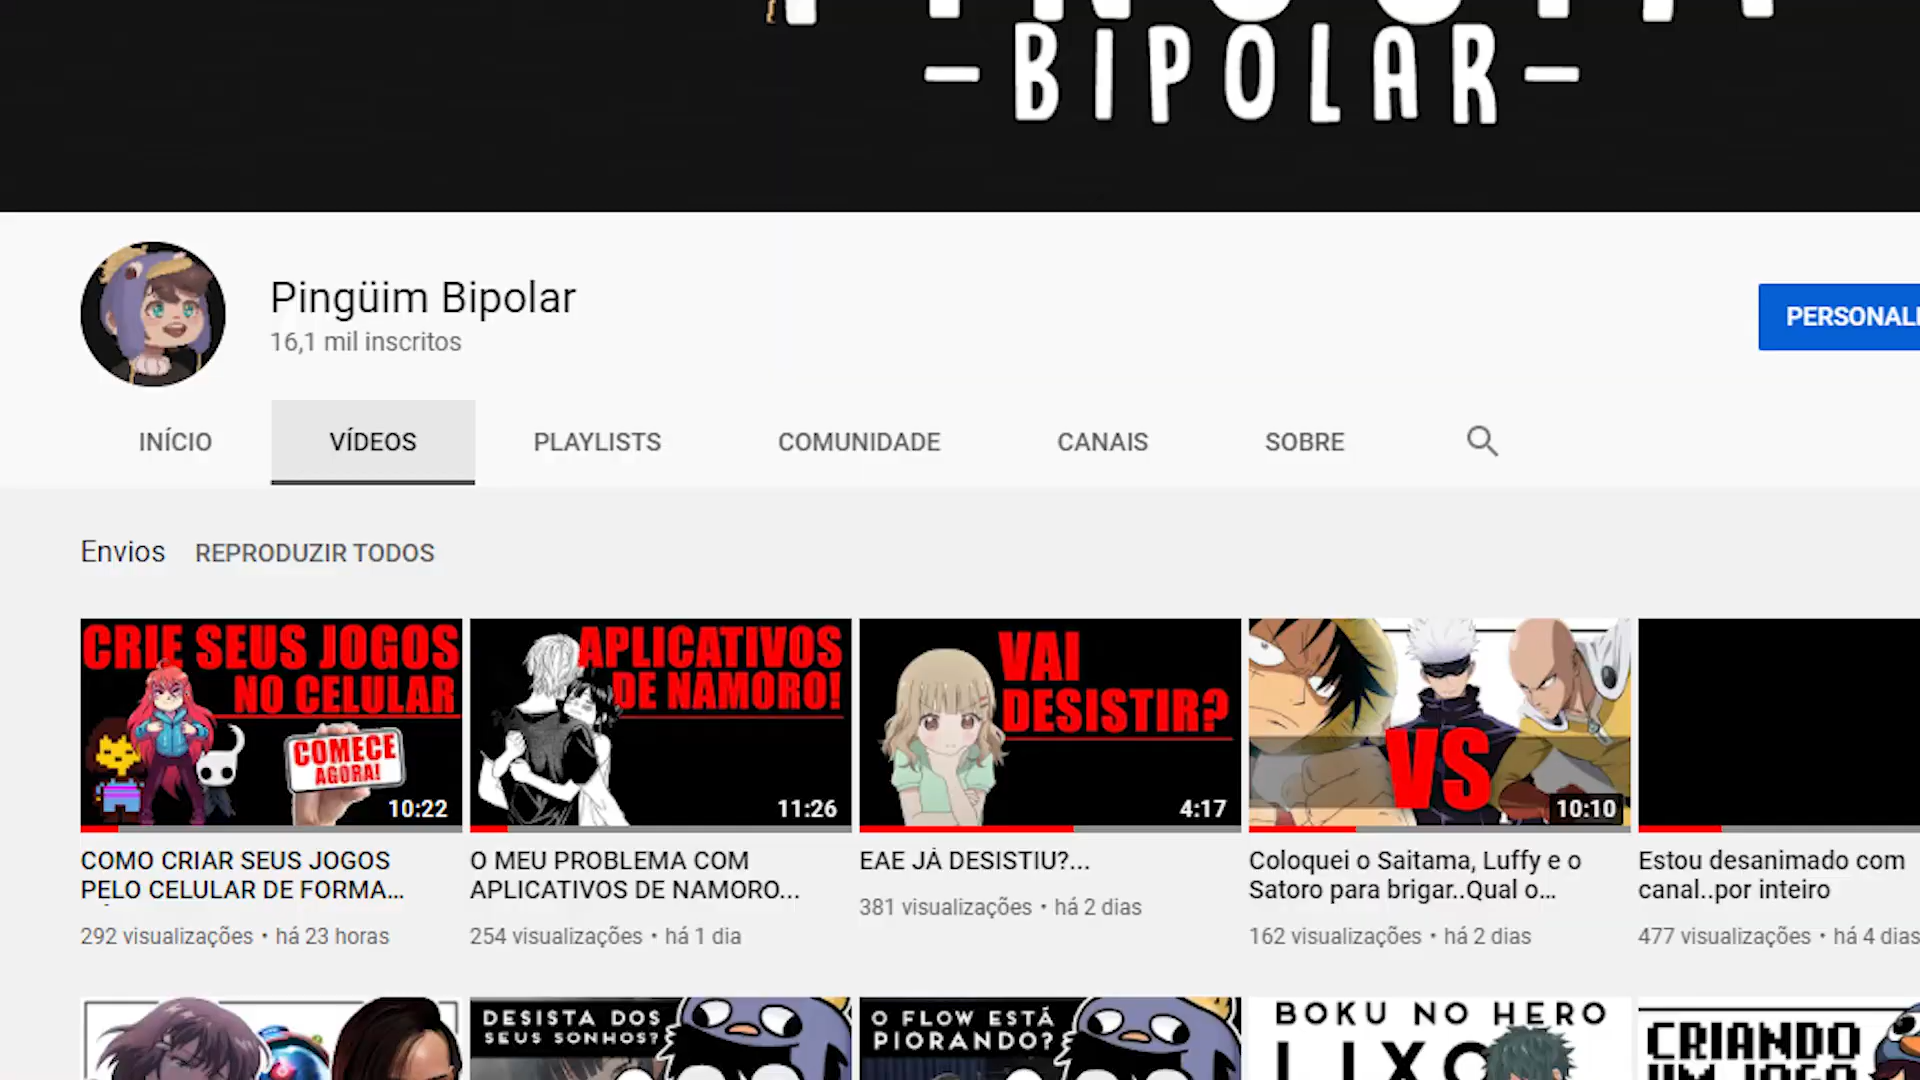 -BIPOLAR-
Pingüim Bipolar
16,1 mil inscritos
PERSONALI
INÍCIO
VÍDEOS
PLAYLISTS
COMUNIDADE
CANAIS
SOBRE
Envios
REPRODUZIR TODOS
CRIE SEUS JOGOS
NO CELULAR
COMECE
AGORA!
10:22
APLICATIVOS
DE NAMORO!
11:26
VAI
DESISTIR?
4:17
VS
10:10
COMO CRIAR SEUS JOGOS
PELO CELULAR DE FORMA...
292 visualizações • há 23 horas
O MEU PROBLEMA COM
APLICATIVOS DE NAMORO...
254 visualizações • há 1 dia
EAE JÁ DESISTIU?...
381 visualizações • há 2 dias
Coloquei o Saitama, Luffy e o
Satoro para brigar..Qual o...
162 visualizações • há 2 dias
Estou desanimado com
canal..por inteiro
477 visualizações • há 4 dias
DESISTA DOS
SEUS SONHOS?
O FLOW ESTÁ
PIORANDO?
BOKU NO HERO
LIXO
CRIANDO
UM JOGO